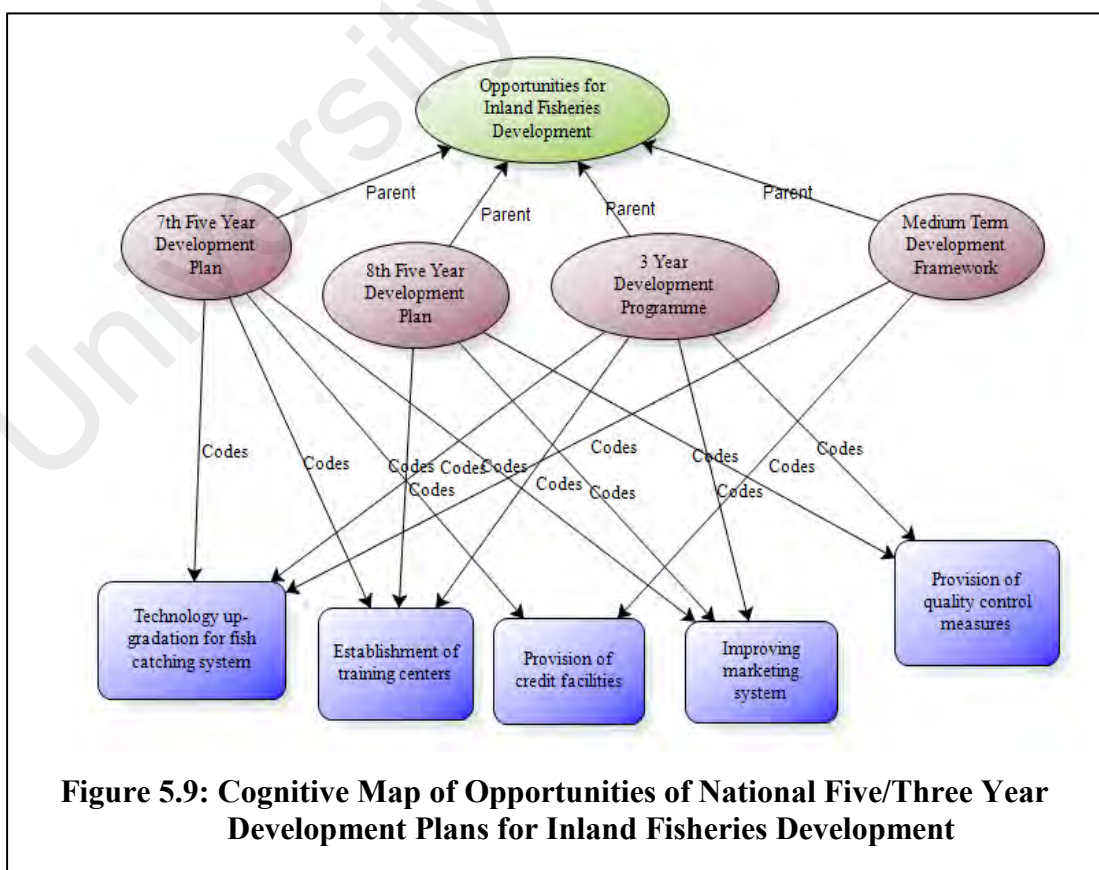 University
Opportunities for
Inland Fisheries
Development
Parent
Parent
Parent
Parent
7th Five Year
Development
Plan
8th Five Year
Development
Plan
3 Year
Development
Programme
Medium Term
Development
Framework
Codes
Codes
Codes
Codes
Codes
Codes
Codes
Codes
Codes
Codes
Codes
Codes
Technology up-
gradation for fish
catching system
Establishment of
training centers
Provision of
credit facilities
Improving
marketing
system
Provision of
quality control
measures
Figure 5.9: Cognitive Map of Opportunities of National Five/Three Year
Development Plans for Inland Fisheries Development